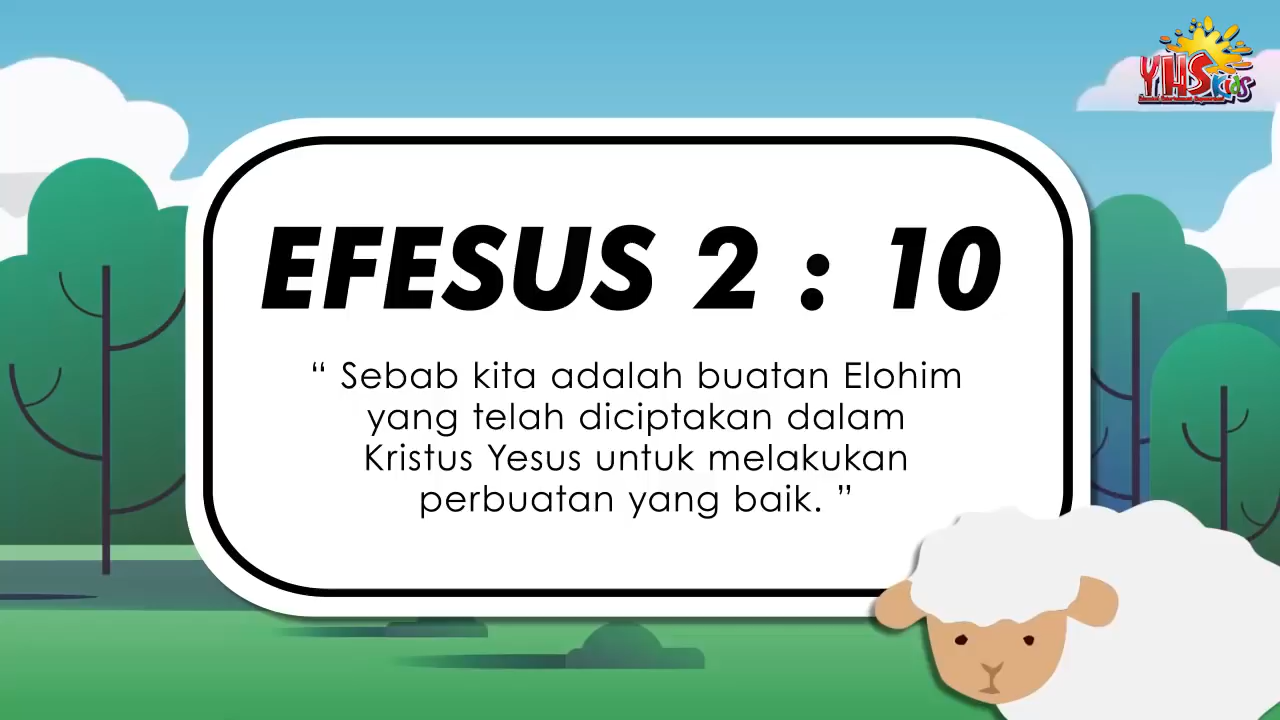 YHS Kids
EFESUS 2 : 10
“ Sebab kita adalah buatan Elohim
yang telah diciptakan dalam
Kristus Yesus untuk melakukan
perbuatan yang baik. ”